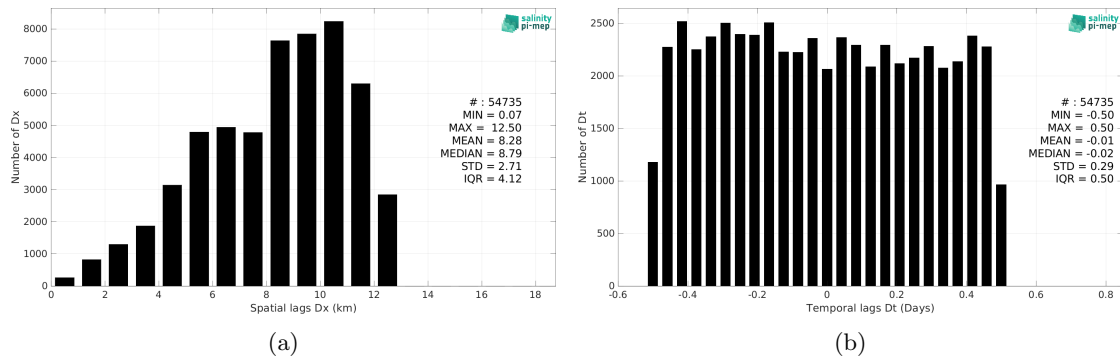 8000
7000
6000
5000
4000
3000
2000
1000
0
Number of Dx
0 2 4 6 8 10 12 14 16 18
Spatial lags Dx (km)
salinity
pi-mep
# : 54735
MIN = 0.07
MAX = 12.50
MEAN = 8.28
MEDIAN = 8.79
STD = 2.71
IQR = 4.12
(a)
2500
2000
1500
1000
500
0
Number of Dt
-0.6 -0.4 -0.2 0 0.2 0.4 0.6 0.8
Temporal lags Dt (Days)
salinity
pi-mep
# : 54735
MIN = -0.50
MAX = 0.50
MEAN = -0.01
MEDIAN = -0.02
STD = 0.29
IQR = 0.50
(b)